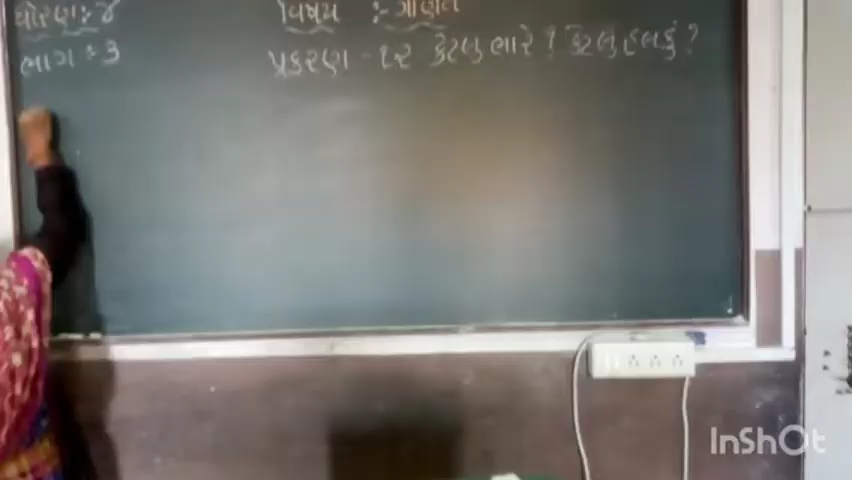 ધોરણ:- ૪
વિષય :- ગણિત
ભાગ :- ૩
પ્રકરણ - ૧૨ કેટલું ભારે ? કેટલું હલકું ?
InShOt